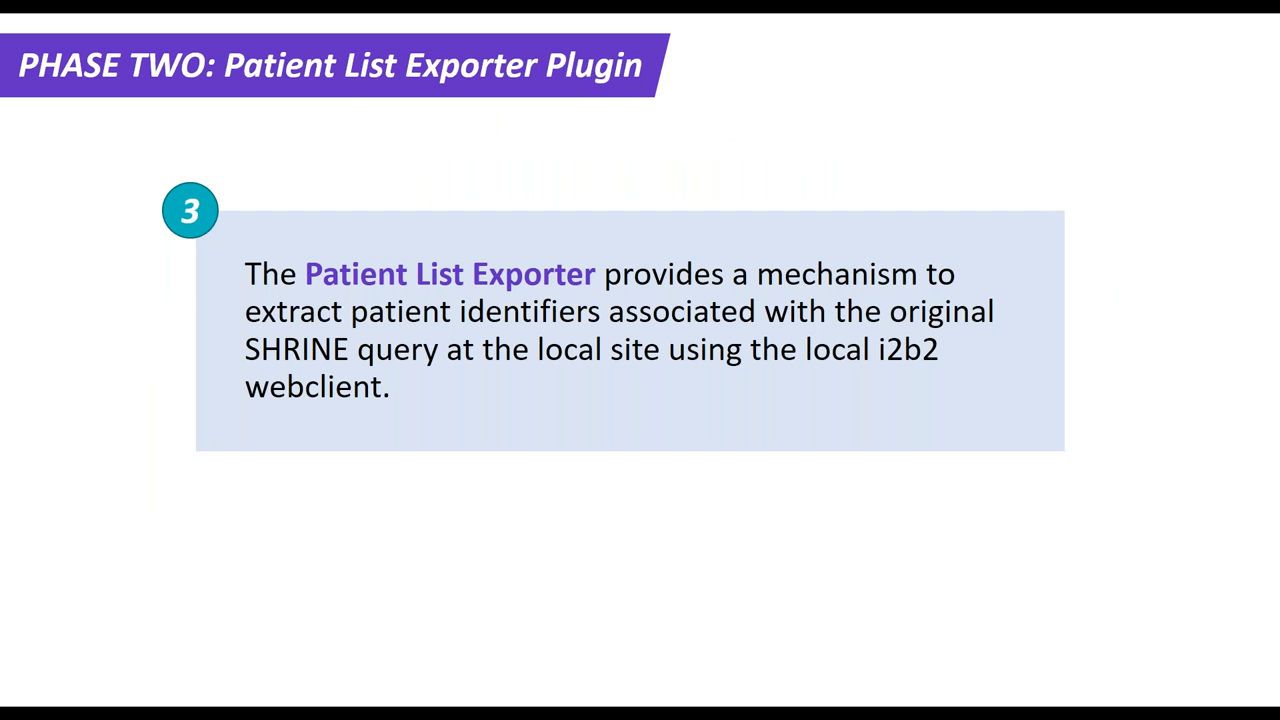 PHASE TWO: Patient List Exporter Plugin
3
The Patient List Exporter provides a mechanism to
extract patient identifiers associated with the original
SHRINE query at the local site using the local i2b2
webclient.